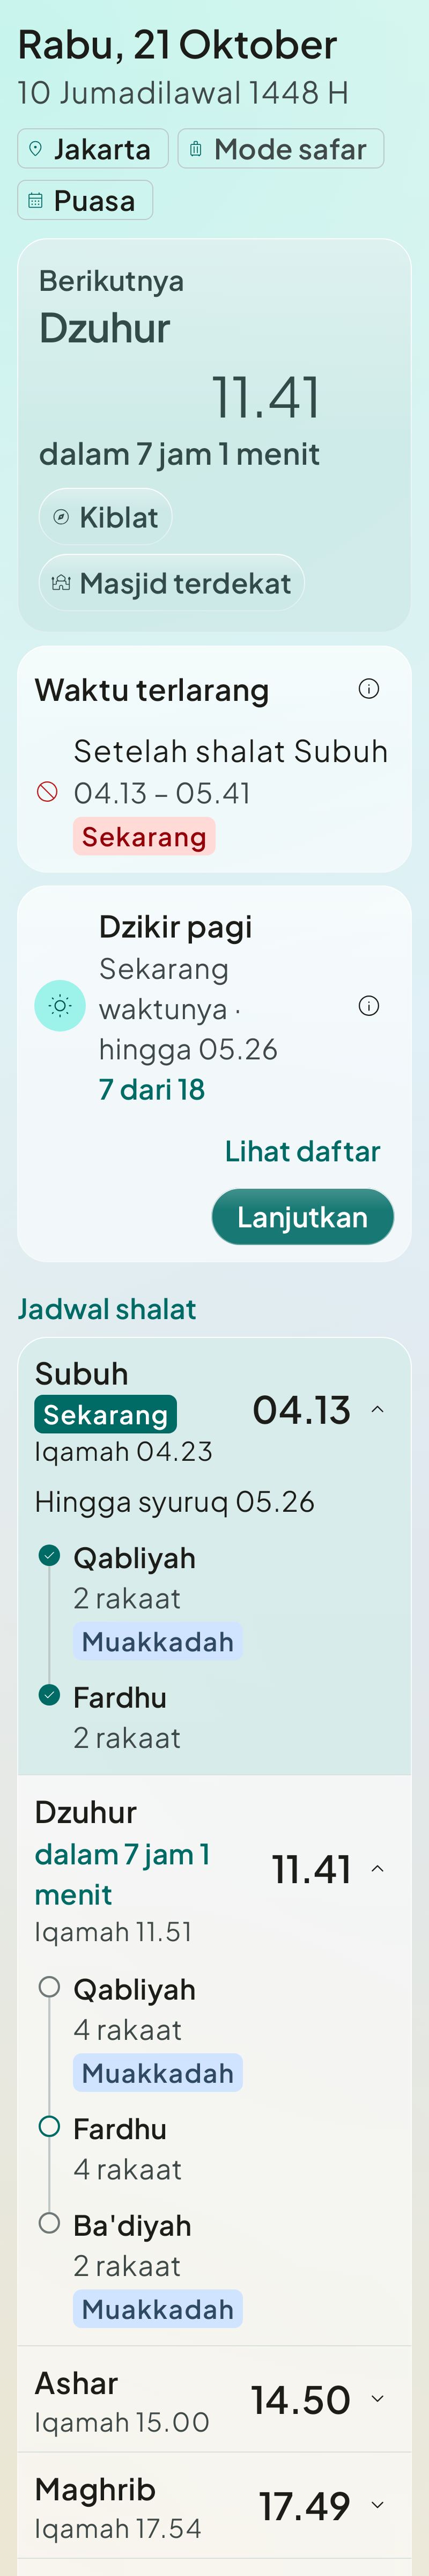 Rabu, 21 Oktober
10 Jumadilawal 1448 H
Jakarta
Mode safar
Puasa
Berikutnya
Dzuhur
11.41
dalam 7 jam 1 menit
Kiblat
Masjid terdekat
Waktu terlarang
Setelah shalat Subuh
04.13 – 05.41
Sekarang
Dzikir pagi
Sekarang
waktunya ·
hingga 05.26
7 dari 18
Lihat daftar
Lanjutkan
Jadwal shalat
Subuh
Sekarang
04.13
Iqamah 04.23
Hingga syuruq 05.26
Qabliyah
2 rakaat
Muakkadah
Fardhu
2 rakaat
Dzuhur
dalam 7 jam 1
menit
11.41
Iqamah 11.51
Qabliyah
4 rakaat
Muakkadah
Fardhu
4 rakaat
Ba'diyah
2 rakaat
Muakkadah
Ashar
14.50
Iqamah 15.00
Maghrib
17.49
Iqamah 17.54